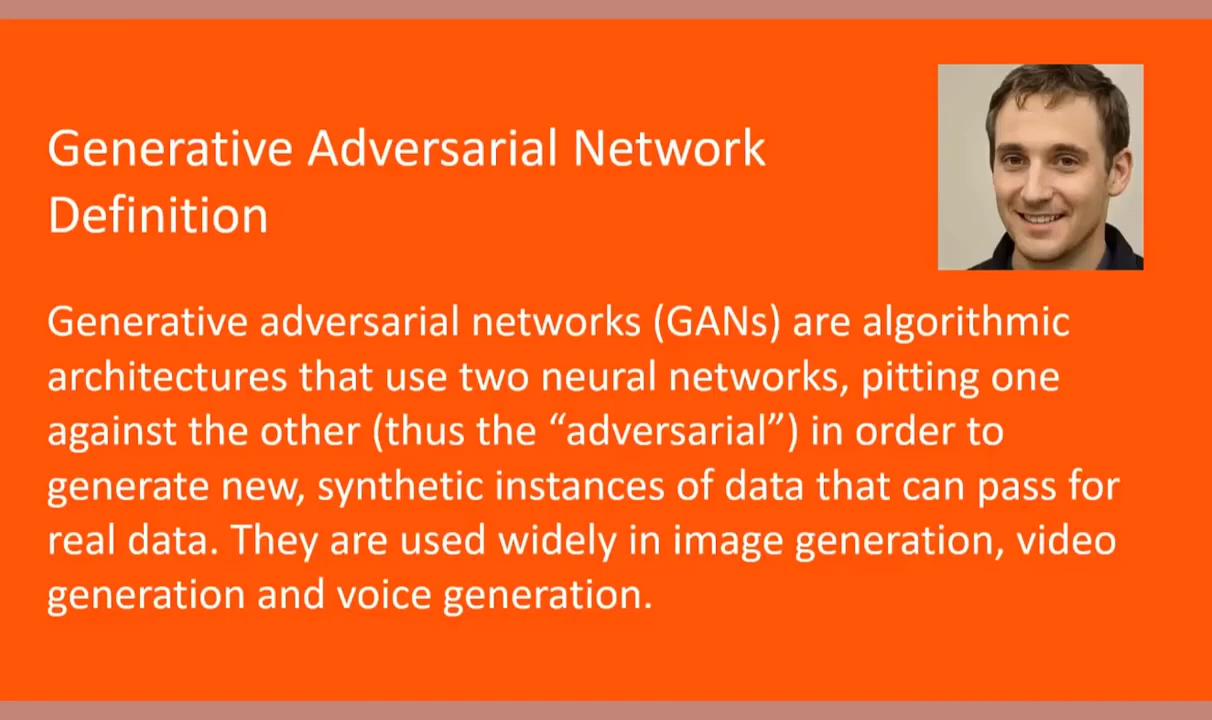 Generative Adversarial Network
Definition
Generative adversarial networks (GANs) are algorithmic
architectures that use two neural networks, pitting one
against the other (thus the “adversarial”) in order to
generate new, synthetic instances of data that can pass for
real data. They are used widely in image generation, video
generation and voice generation.